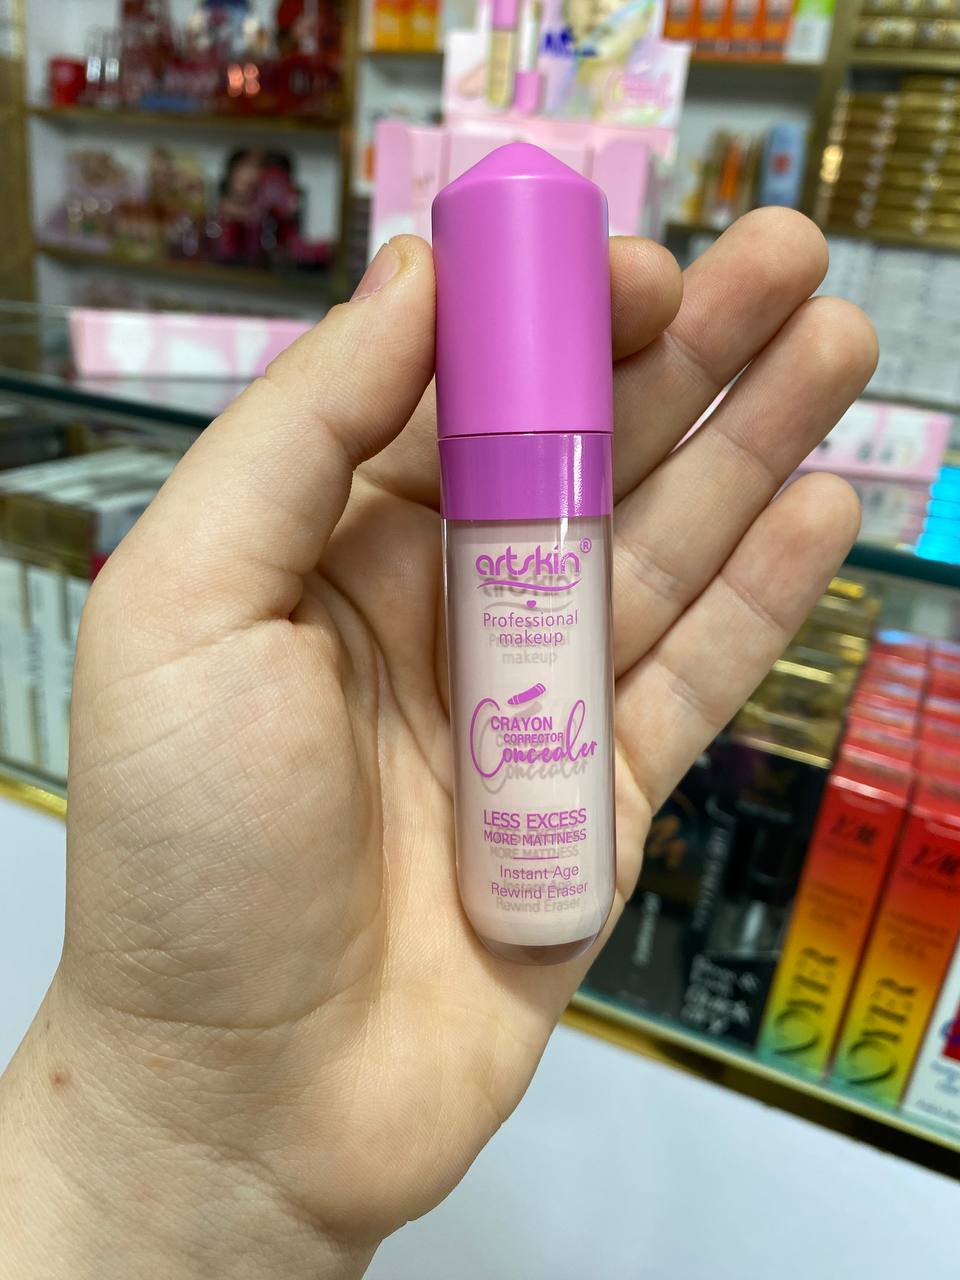 artskin®
Professional
makeup
CRAYON
CORRECTOR
Concealer
LESS EXCESS
MORE MATTNESS
Instant Age
Rewind Eraser